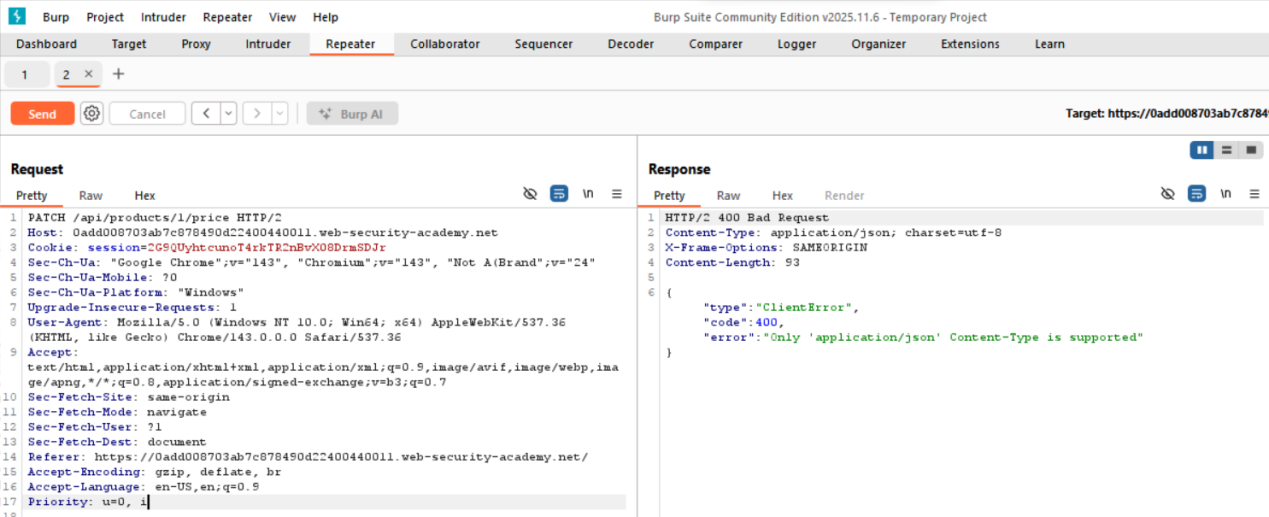 Burp Project Intruder Repeater View Help Burp Suite Community Edition v2025.11.6 - Temporary Project
Dashboard Target Proxy Intruder Repeater Collaborator Sequencer Decoder Comparer Logger Organizer Extensions Learn
1 2 × +
Send Cancel < > Burp AI Target: https://0add008703ab7c8784
Request
Pretty Raw Hex \n
1 PATCH /api/products/1/price HTTP/2
2 Host: 0add008703ab7c878490d22400440011.web-security-academy.net
3 Cookie: session=2G9QUyhtcunoT4rkTR2nBvX08DrmSDJr
4 Sec-Ch-Ua: "Google Chrome";v="143", "Chromium";v="143", "Not A(Brand";v="24"
5 Sec-Ch-Ua-Mobile: ?0
6 Sec-Ch-Ua-Platform: "Windows"
7 Upgrade-Insecure-Requests: 1
8 User-Agent: Mozilla/5.0 (Windows NT 10.0; Win64; x64) AppleWebKit/537.36
(KHTML, like Gecko) Chrome/143.0.0.0 Safari/537.36
9 Accept:
text/html,application/xhtml+xml,application/xml;q=0.9,image/avif,image/webp,ima
ge/apng,*/*;q=0.8,application/signed-exchange;v=b3;q=0.7
10 Sec-Fetch-Site: same-origin
11 Sec-Fetch-Mode: navigate
12 Sec-Fetch-User: ?1
13 Sec-Fetch-Dest: document
14 Referer: https://0add008703ab7c878490d22400440011.web-security-academy.net/
15 Accept-Encoding: gzip, deflate, br
16 Accept-Language: en-US,en;q=0.9
17 Priority: u=0, i
Response
Pretty Raw Hex Render \n
1 HTTP/2 400 Bad Request
2 Content-Type: application/json; charset=utf-8
3 X-Frame-Options: SAMEORIGIN
4 Content-Length: 93
5
6 {
"type":"ClientError",
"code":400,
"error":"Only 'application/json' Content-Type is supported"
}